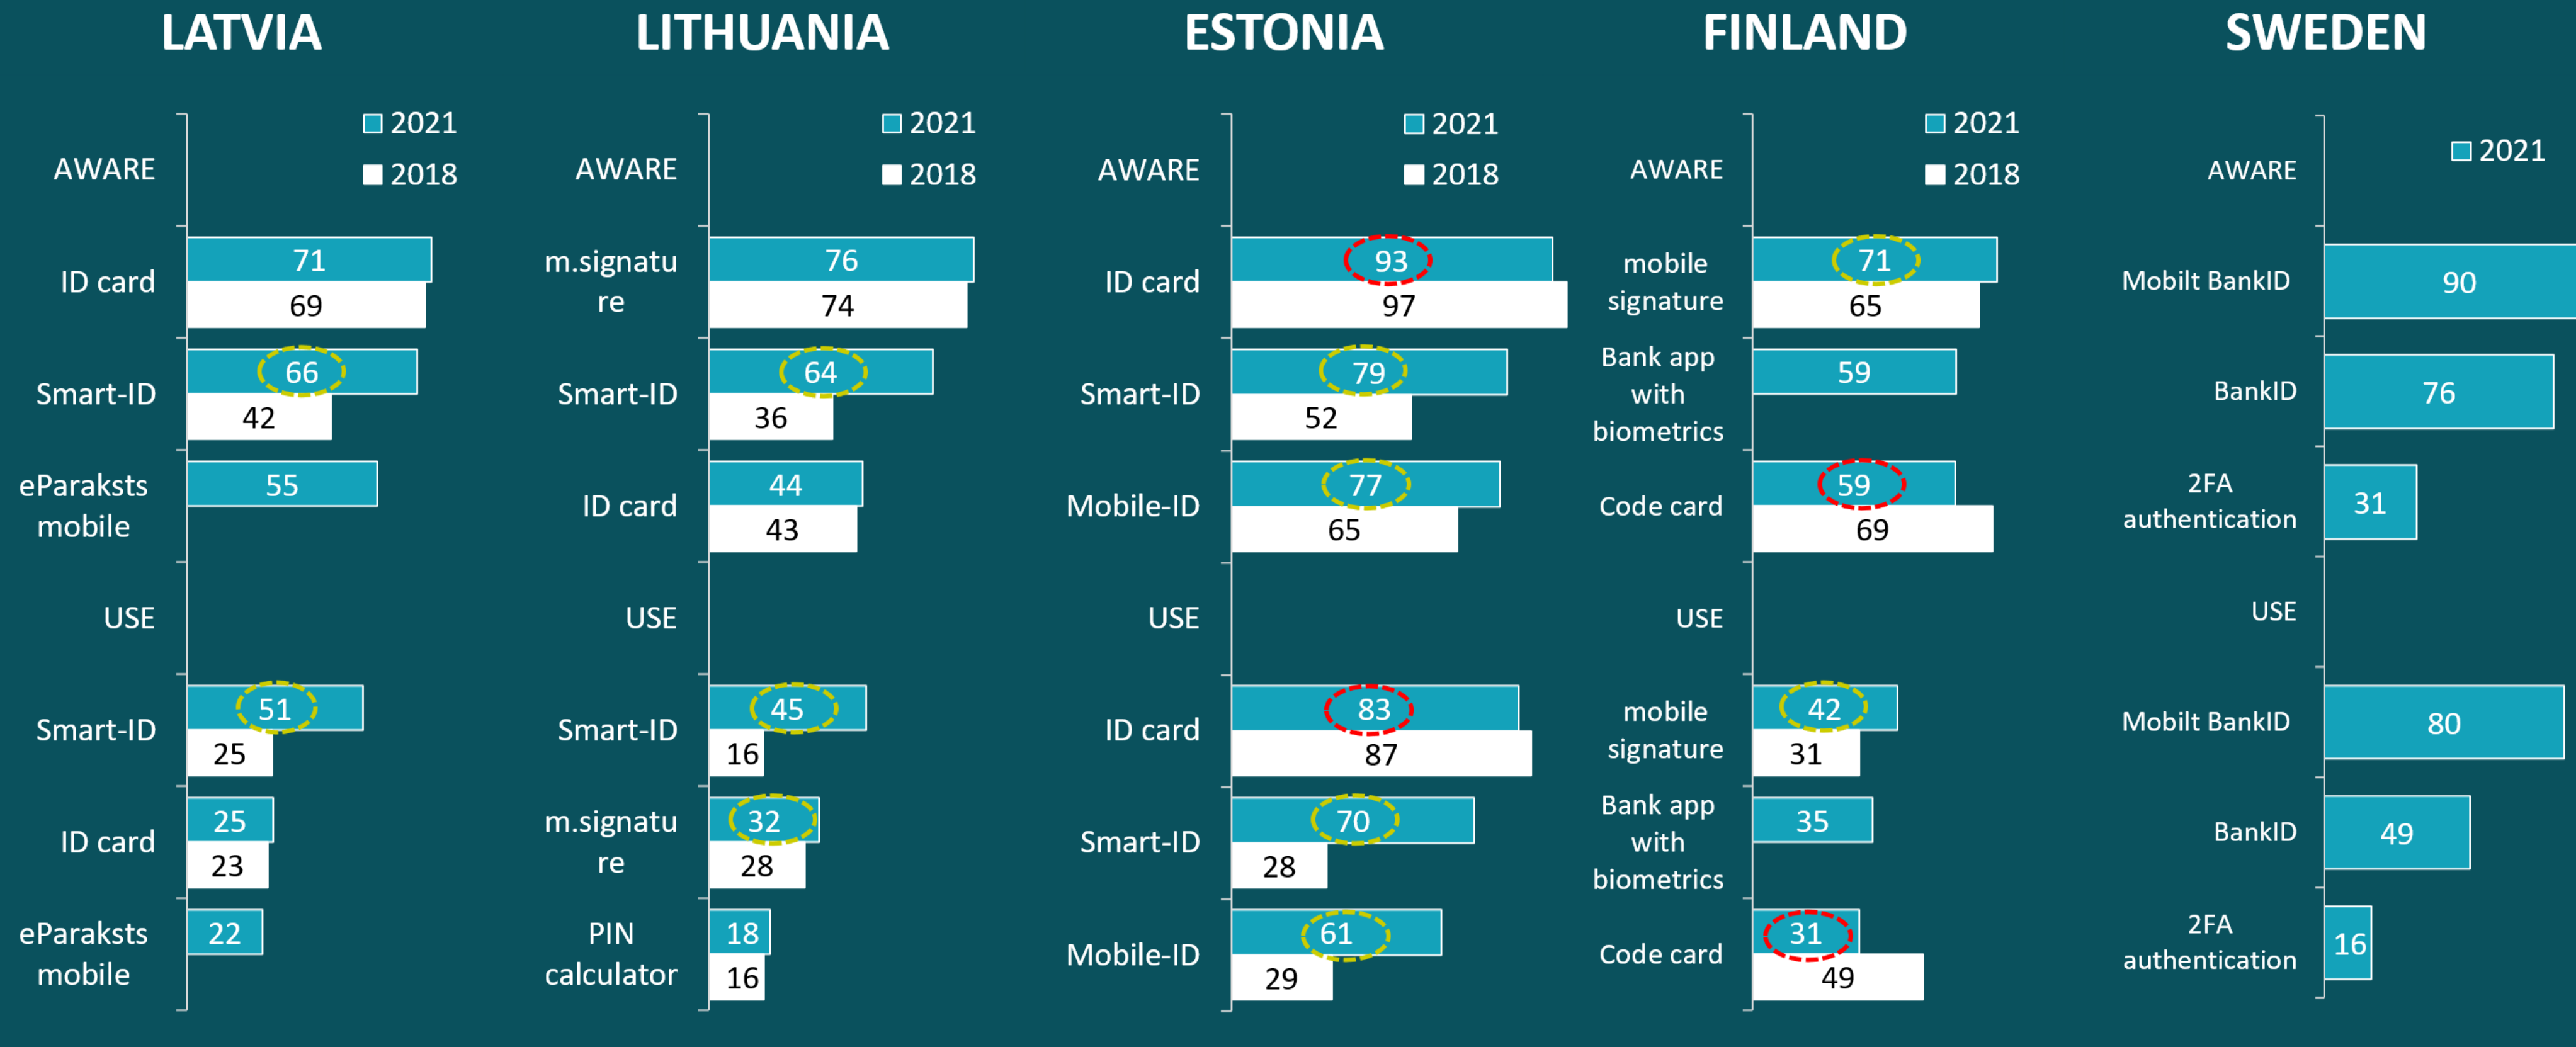 LATVIA
2021
2018
AWARE
ID card
71
69
Smart-ID
66
42
eParaksts
mobile
55
USE
Smart-ID
51
25
ID card
25
23
eParaksts
mobile
22
LITHUANIA
2021
2018
AWARE
m.signatu
re
76
74
Smart-ID
64
36
ID card
44
43
USE
Smart-ID
45
16
m.signatu
re
32
28
PIN
calculator
18
16
ESTONIA
2021
2018
AWARE
ID card
93
97
Smart-ID
79
52
Mobile-ID
77
65
USE
ID card
83
87
Smart-ID
70
28
Mobile-ID
61
29
FINLAND
2021
2018
AWARE
mobile
signature
71
65
Bank app
with
biometrics
59
Code card
59
69
USE
mobile
signature
42
31
Bank app
with
biometrics
35
Code card
31
49
SWEDEN
2021
AWARE
Mobilt BankID
90
BankID
76
2FA
authentication
31
USE
Mobilt BankID
80
BankID
49
2FA
authentication
16